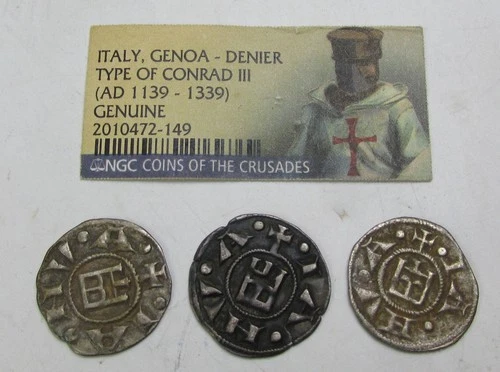 ITALY, GENOA - DENIER
TYPE OF CONRAD III
(AD 1139 - 1339)
GENUINE
2010472-149
NGC COINS OF THE CRUSADES
+ • I A • N V A •
+ • I A • N V A •
+ • I A • N V A •